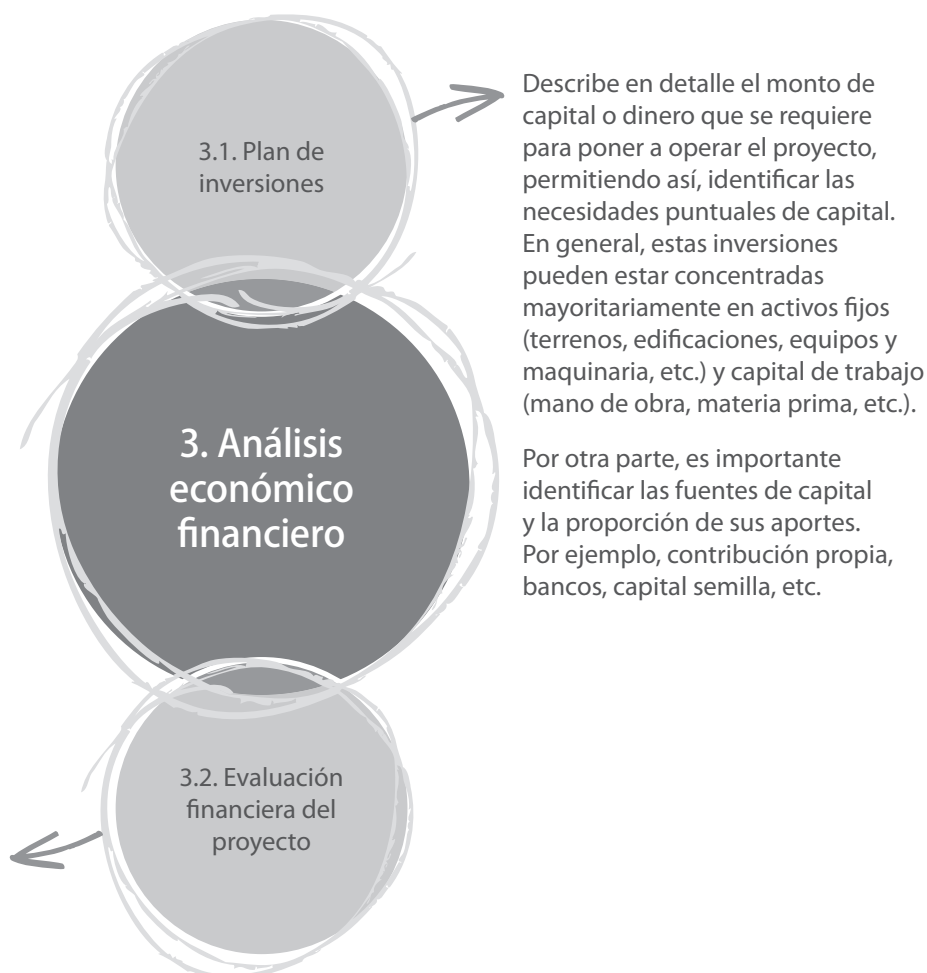 3.1. Plan de
inversiones
Describe en detalle el monto de
capital o dinero que se requiere
para poner a operar el proyecto,
permitiendo así, identificar las
necesidades puntuales de capital.
En general, estas inversiones
pueden estar concentradas
mayoritariamente en activos fijos
(terrenos, edificaciones, equipos y
maquinaria, etc.) y capital de trabajo
(mano de obra, materia prima, etc.).
Por otra parte, es importante
identificar las fuentes de capital
y la proporción de sus aportes.
Por ejemplo, contribución propia,
bancos, capital semilla, etc.
3. Análisis
económico
financiero
3.2. Evaluación
financiera del
proyecto